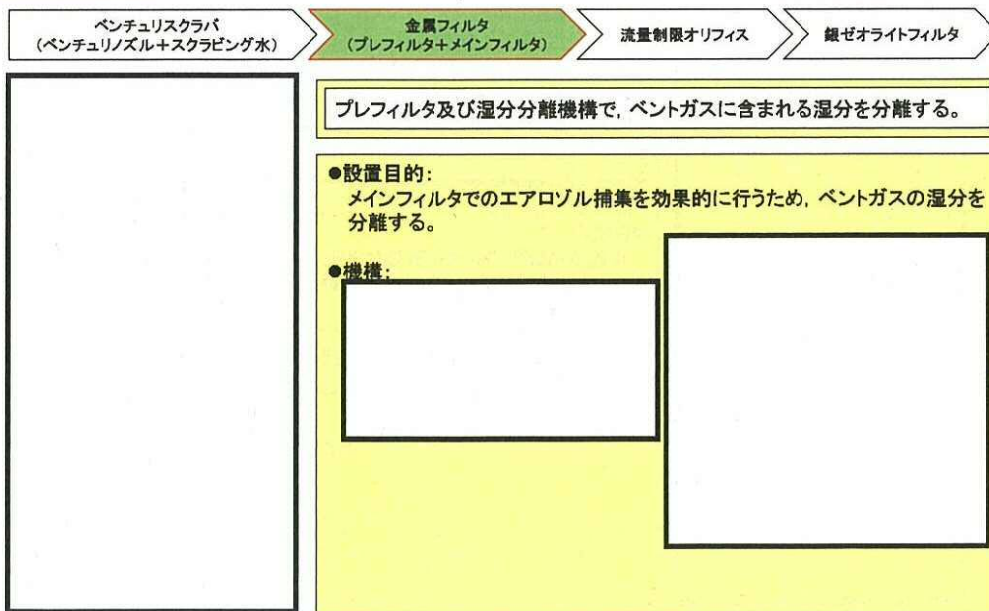 ベンチュリスクラバ
(ベンチュリノズル+スクラビング水)
金属フィルタ
(プレフィルタ+メインフィルタ)
流量制限オリフィス
銀ゼオライトフィルタ
プレフィルタ及び湿分分離機構で,ベントガスに含まれる湿分を分離する。
●設置目的:
メインフィルタでのエアロゾル捕集を効果的に行うため,ベントガスの湿分を
分離する。
●機構: